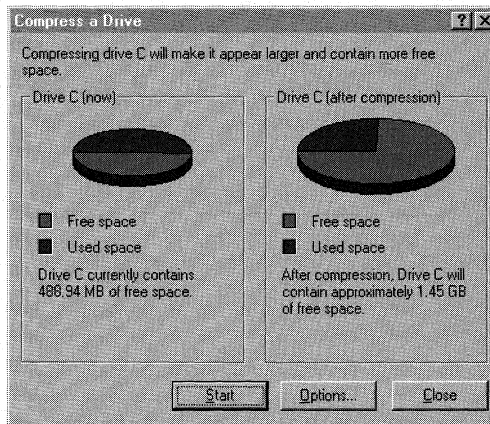 Compress a Drive
Compressing drive C will make it appear larger and contain more free
space.
Drive C (now)
Free space
Used space
Drive C currently contains
488.94 MB of free space.
Drive C (after compression)
Free space
Used space
After compression, Drive C will
contain approximately 1.45 GB
of free space.
Start
Options...
Close